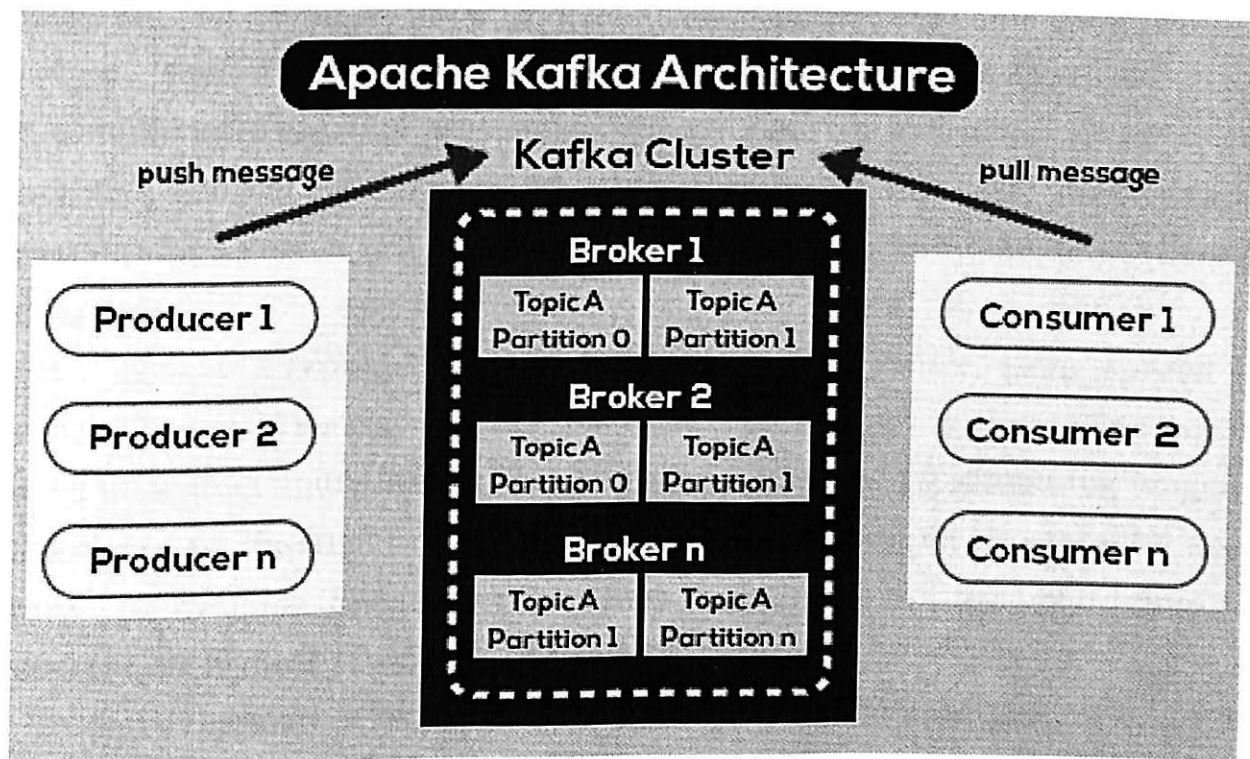 Apache Kafka Architecture
push message
Kafka Cluster
pull message
Producer 1
Producer 2
Producer n
Broker 1
Topic A
Partition 0
Topic A
Partition 1
Broker 2
Topic A
Partition 0
Topic A
Partition 1
Broker n
Topic A
Partition 1
Topic A
Partition n
Consumer 1
Consumer 2
Consumer n